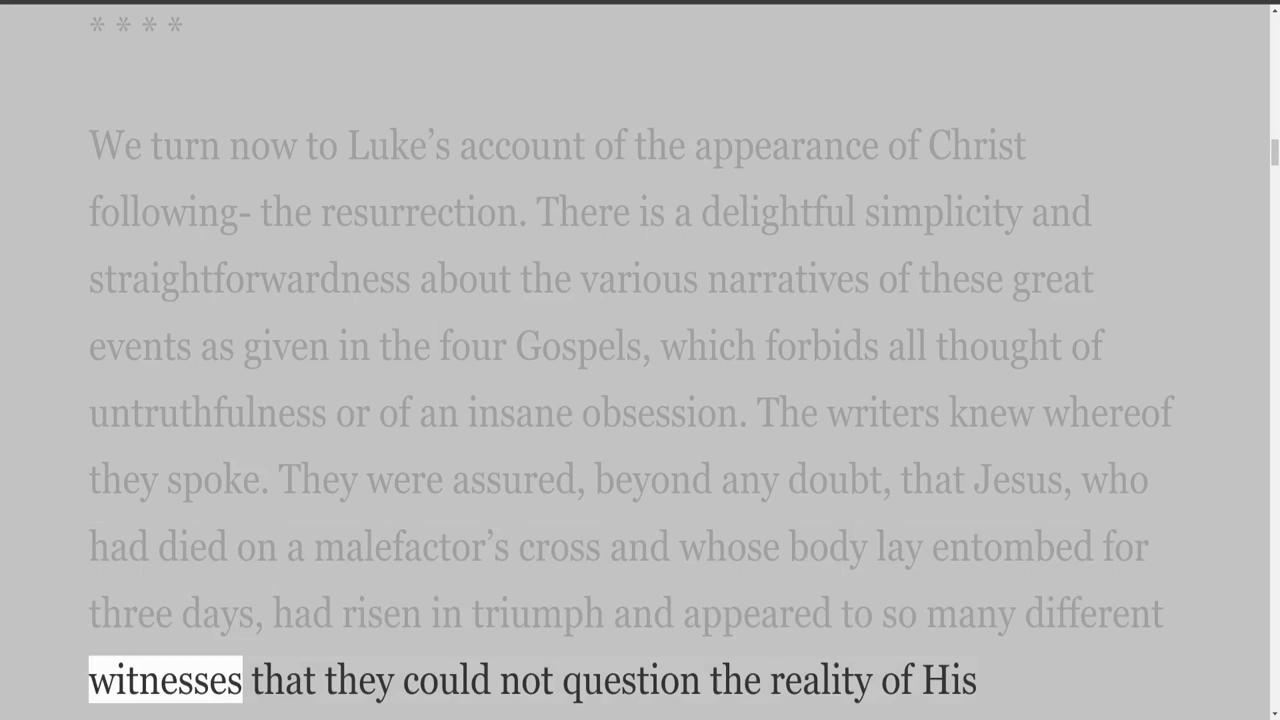 * * * *
We turn now to Luke’s account of the appearance of Christ
following- the resurrection. There is a delightful simplicity and
straightforwardness about the various narratives of these great
events as given in the four Gospels, which forbids all thought of
untruthfulness or of an insane obsession. The writers knew whereof
they spoke. They were assured, beyond any doubt, that Jesus, who
had died on a malefactor’s cross and whose body lay entombed for
three days, had risen in triumph and appeared to so many different
witnesses that they could not question the reality of His